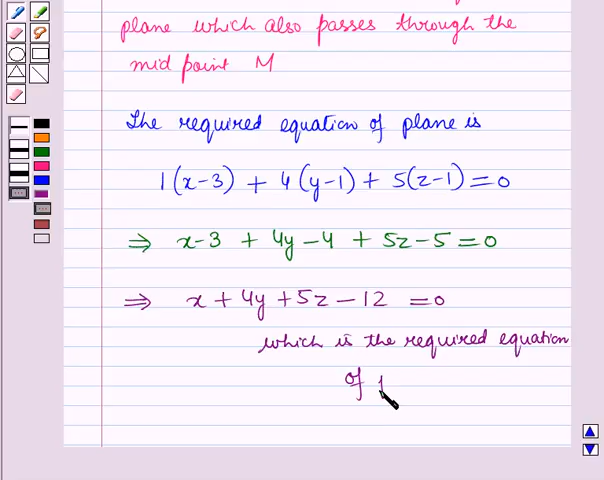 plane which also passes through the
mid point M
The required equation of plane is
1(x-3) + 4(y-1) + 5(z-1) = 0
⇒ x-3 + 4y-4 + 5z-5 = 0
⇒ x + 4y + 5z - 12 = 0
which is the required equation
of